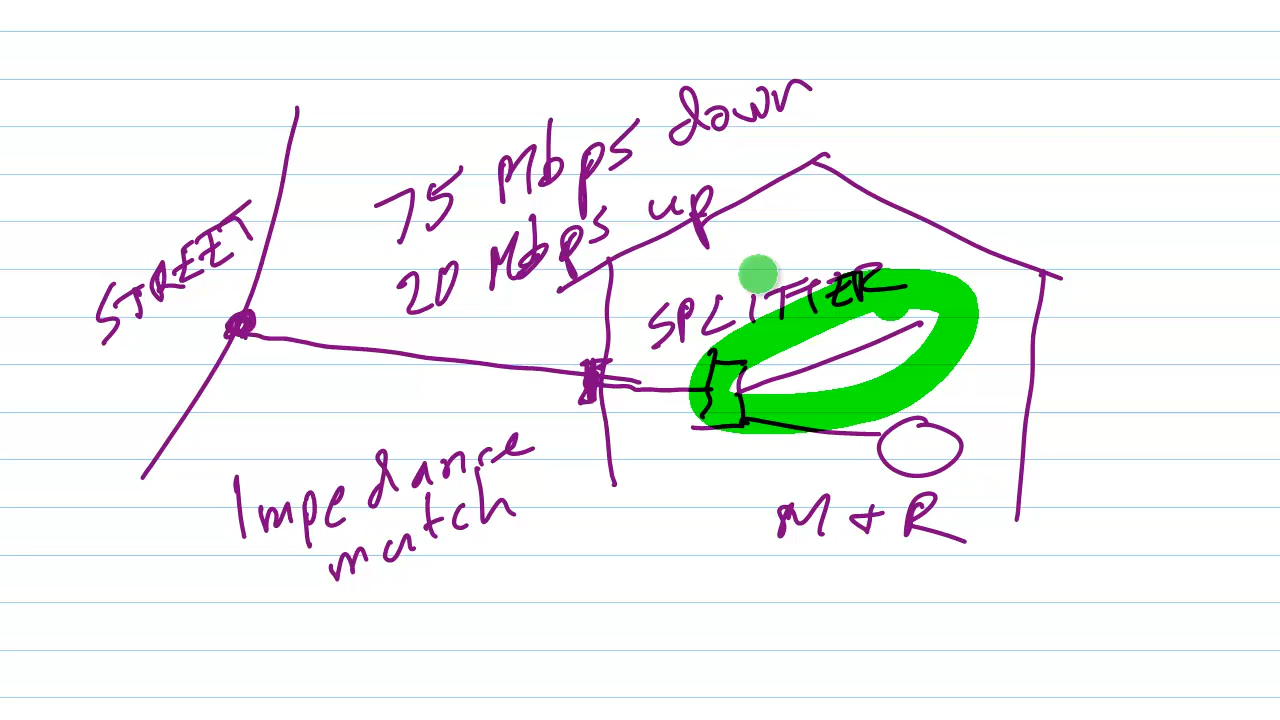 75 Mbps down
20 Mbps up
STREET
SPLITTER
Impedance
match
M + R